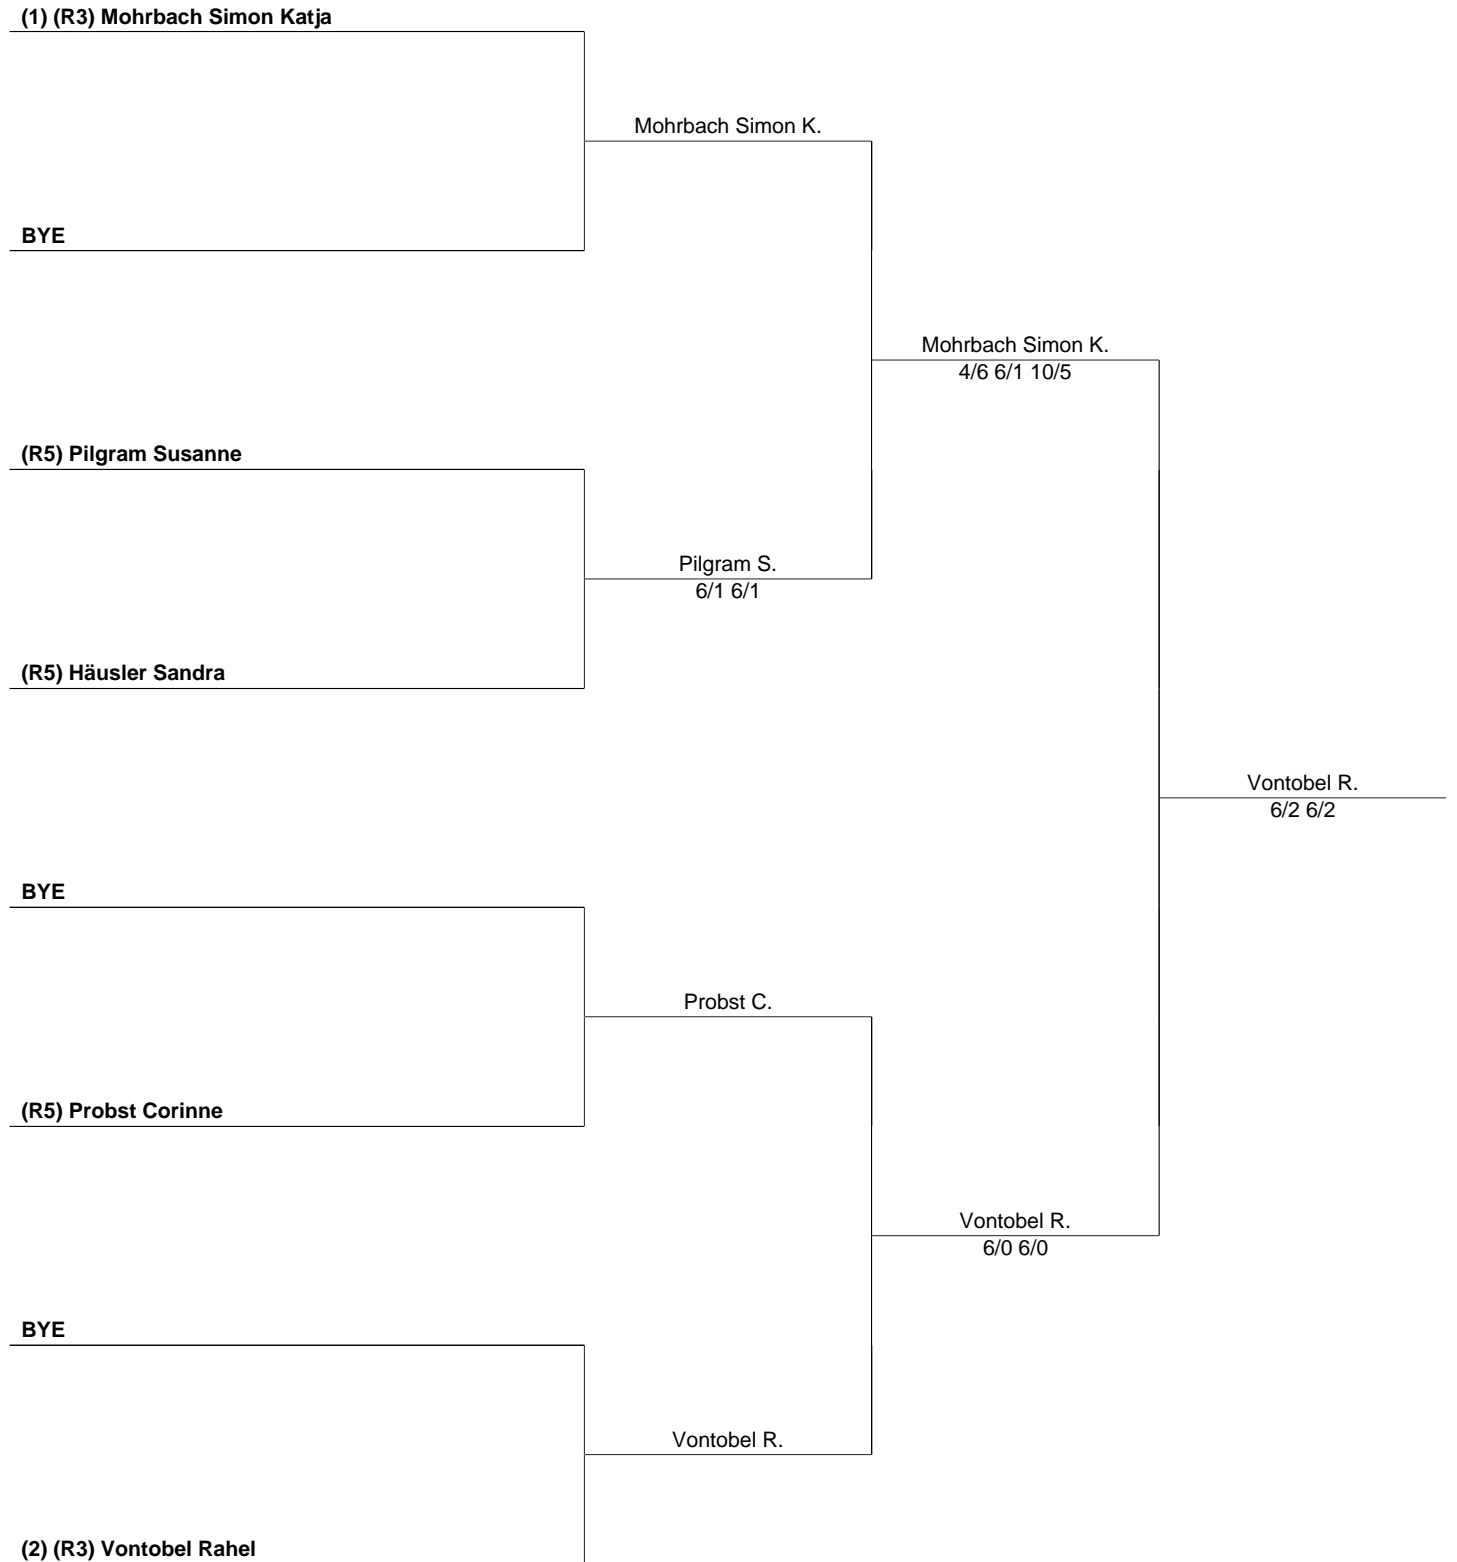 (1) (R3) Mohrbach Simon Katja
Mohrbach Simon K.
BYE
Mohrbach Simon K.
4/6 6/1 10/5
(R5) Pilgram Susanne
Pilgram S.
6/1 6/1
(R5) Häusler Sandra
Vontobel R.
6/2 6/2
BYE
Probst C.
(R5) Probst Corinne
Vontobel R.
6/0 6/0
BYE
Vontobel R.
(2) (R3) Vontobel Rahel